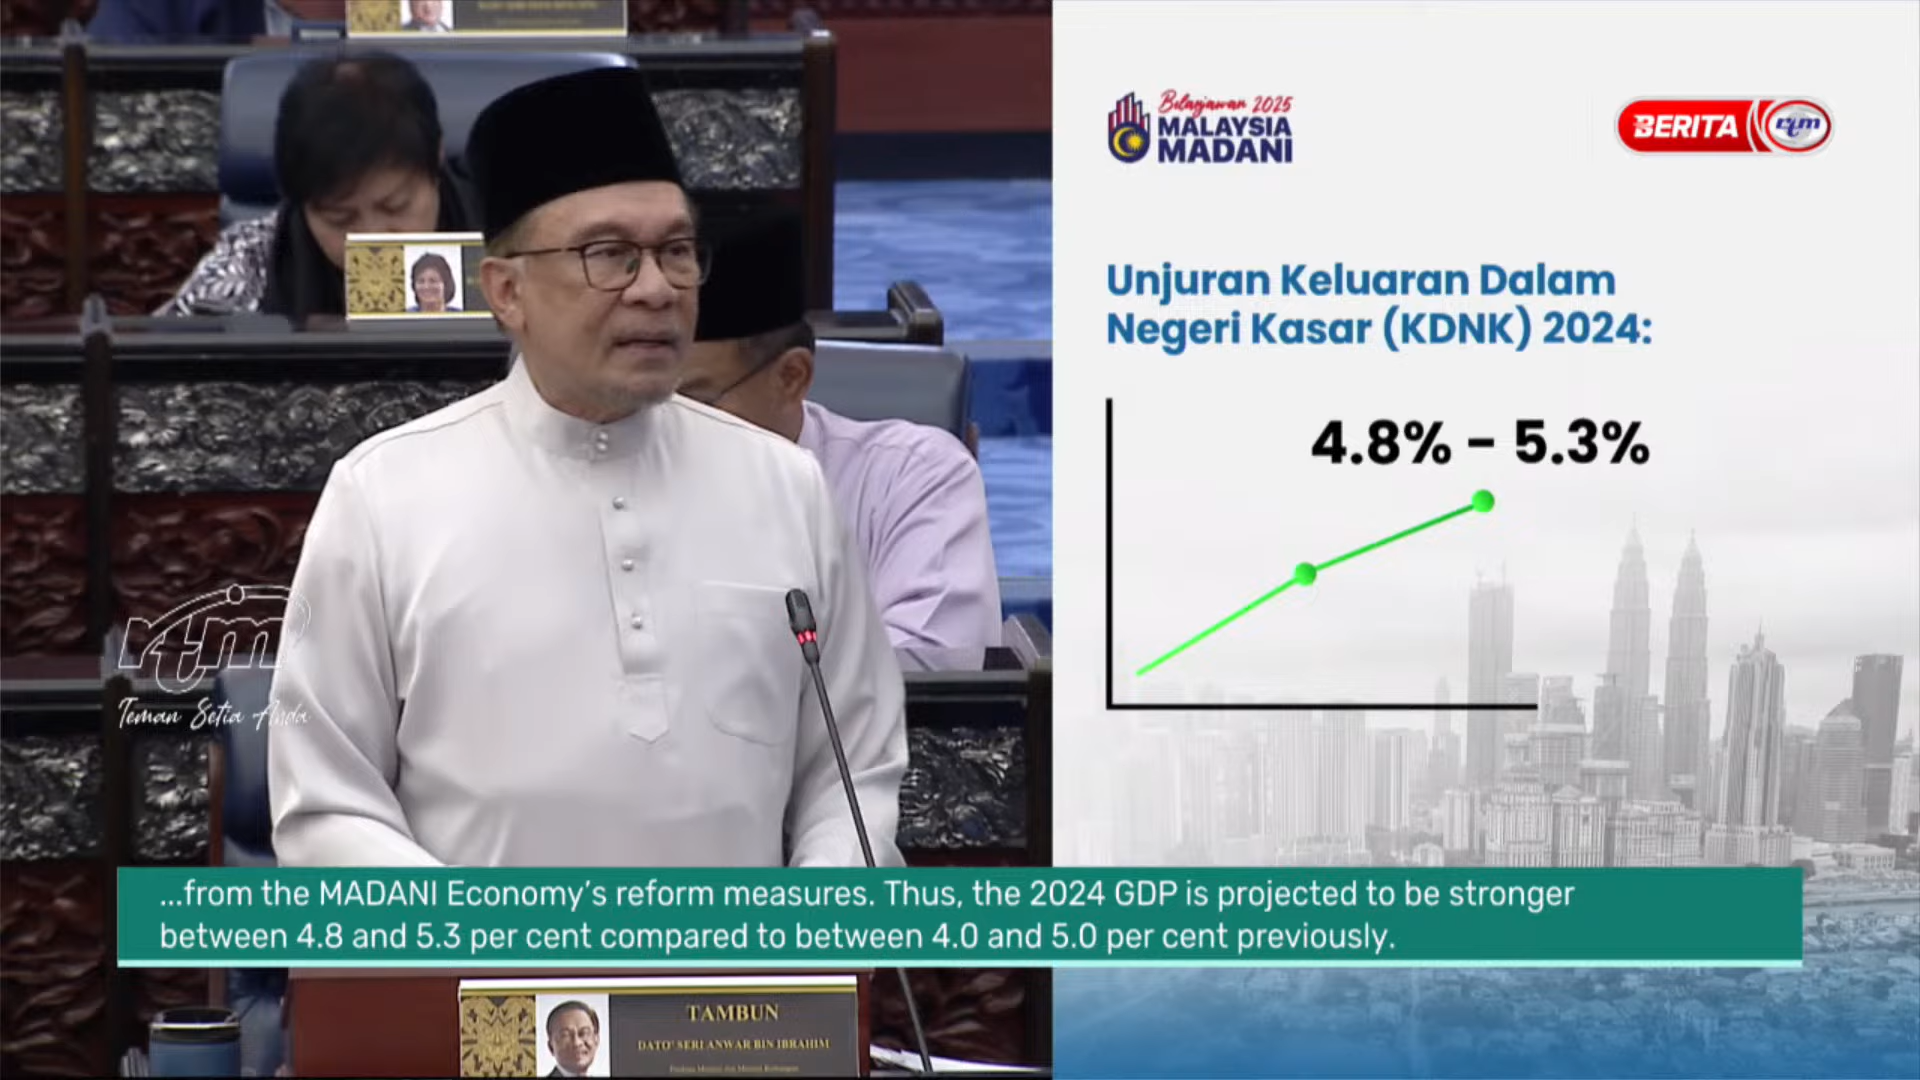 Belanjawan 2025
MALAYSIA
MADANI
BERITA rtm
Unjuran Keluaran Dalam
Negeri Kasar (KDNK) 2024:
4.8% – 5.3%
rtm
Teman Setia Anda
...from the MADANI Economy's reform measures. Thus, the 2024 GDP is projected to be stronger
between 4.8 and 5.3 per cent compared to between 4.0 and 5.0 per cent previously.
TAMBUN
DATO' SERI ANWAR BIN IBRAHIM